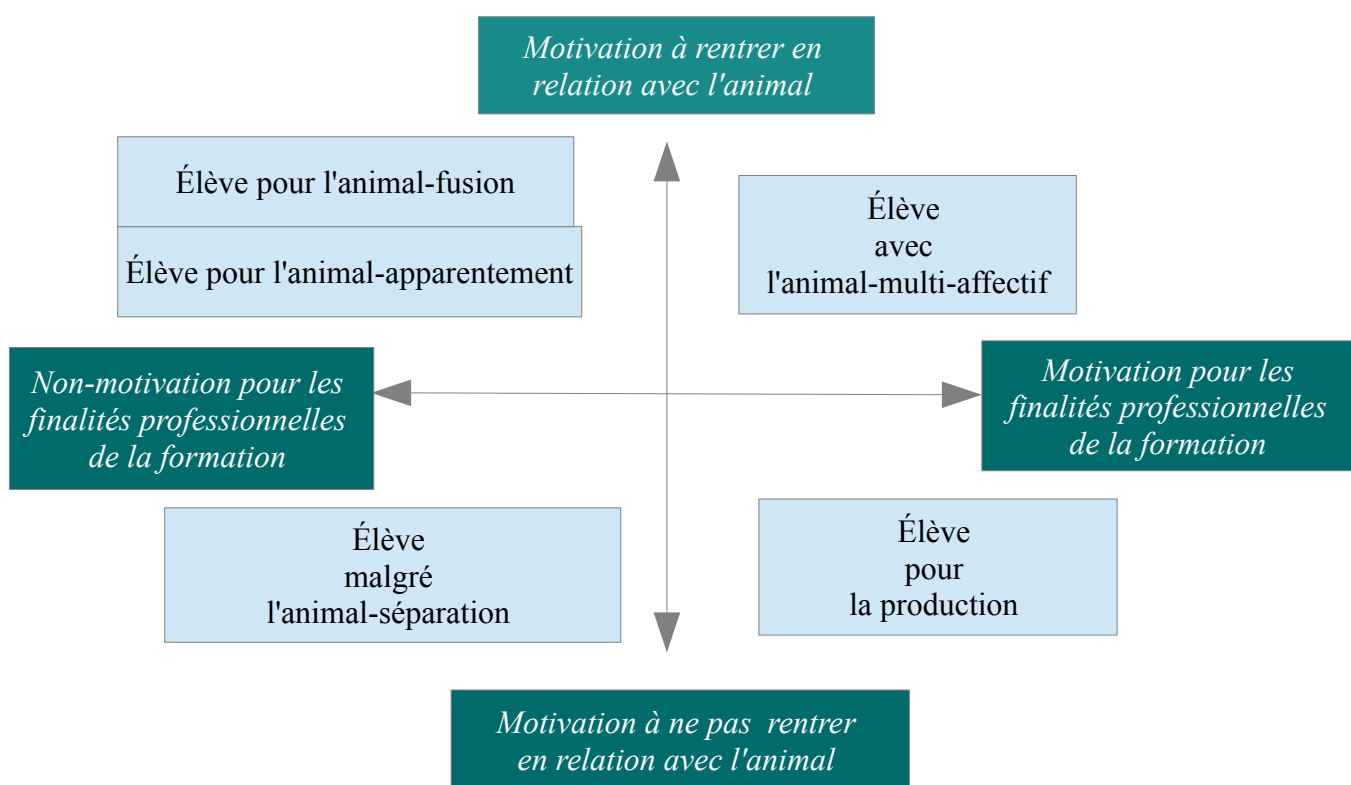 Motivation à rentrer en
relation avec l'animal
Élève pour l'animal-fusion
Élève pour l'animal-apparentement
Élève
avec
l'animal-multi-affectif
Non-motivation pour les
finalités professionnelles
de la formation
Motivation pour les
finalités professionnelles
de la formation
Élève
malgré
l'animal-séparation
Élève
pour
la production
Motivation à ne pas rentrer
en relation avec l'animal